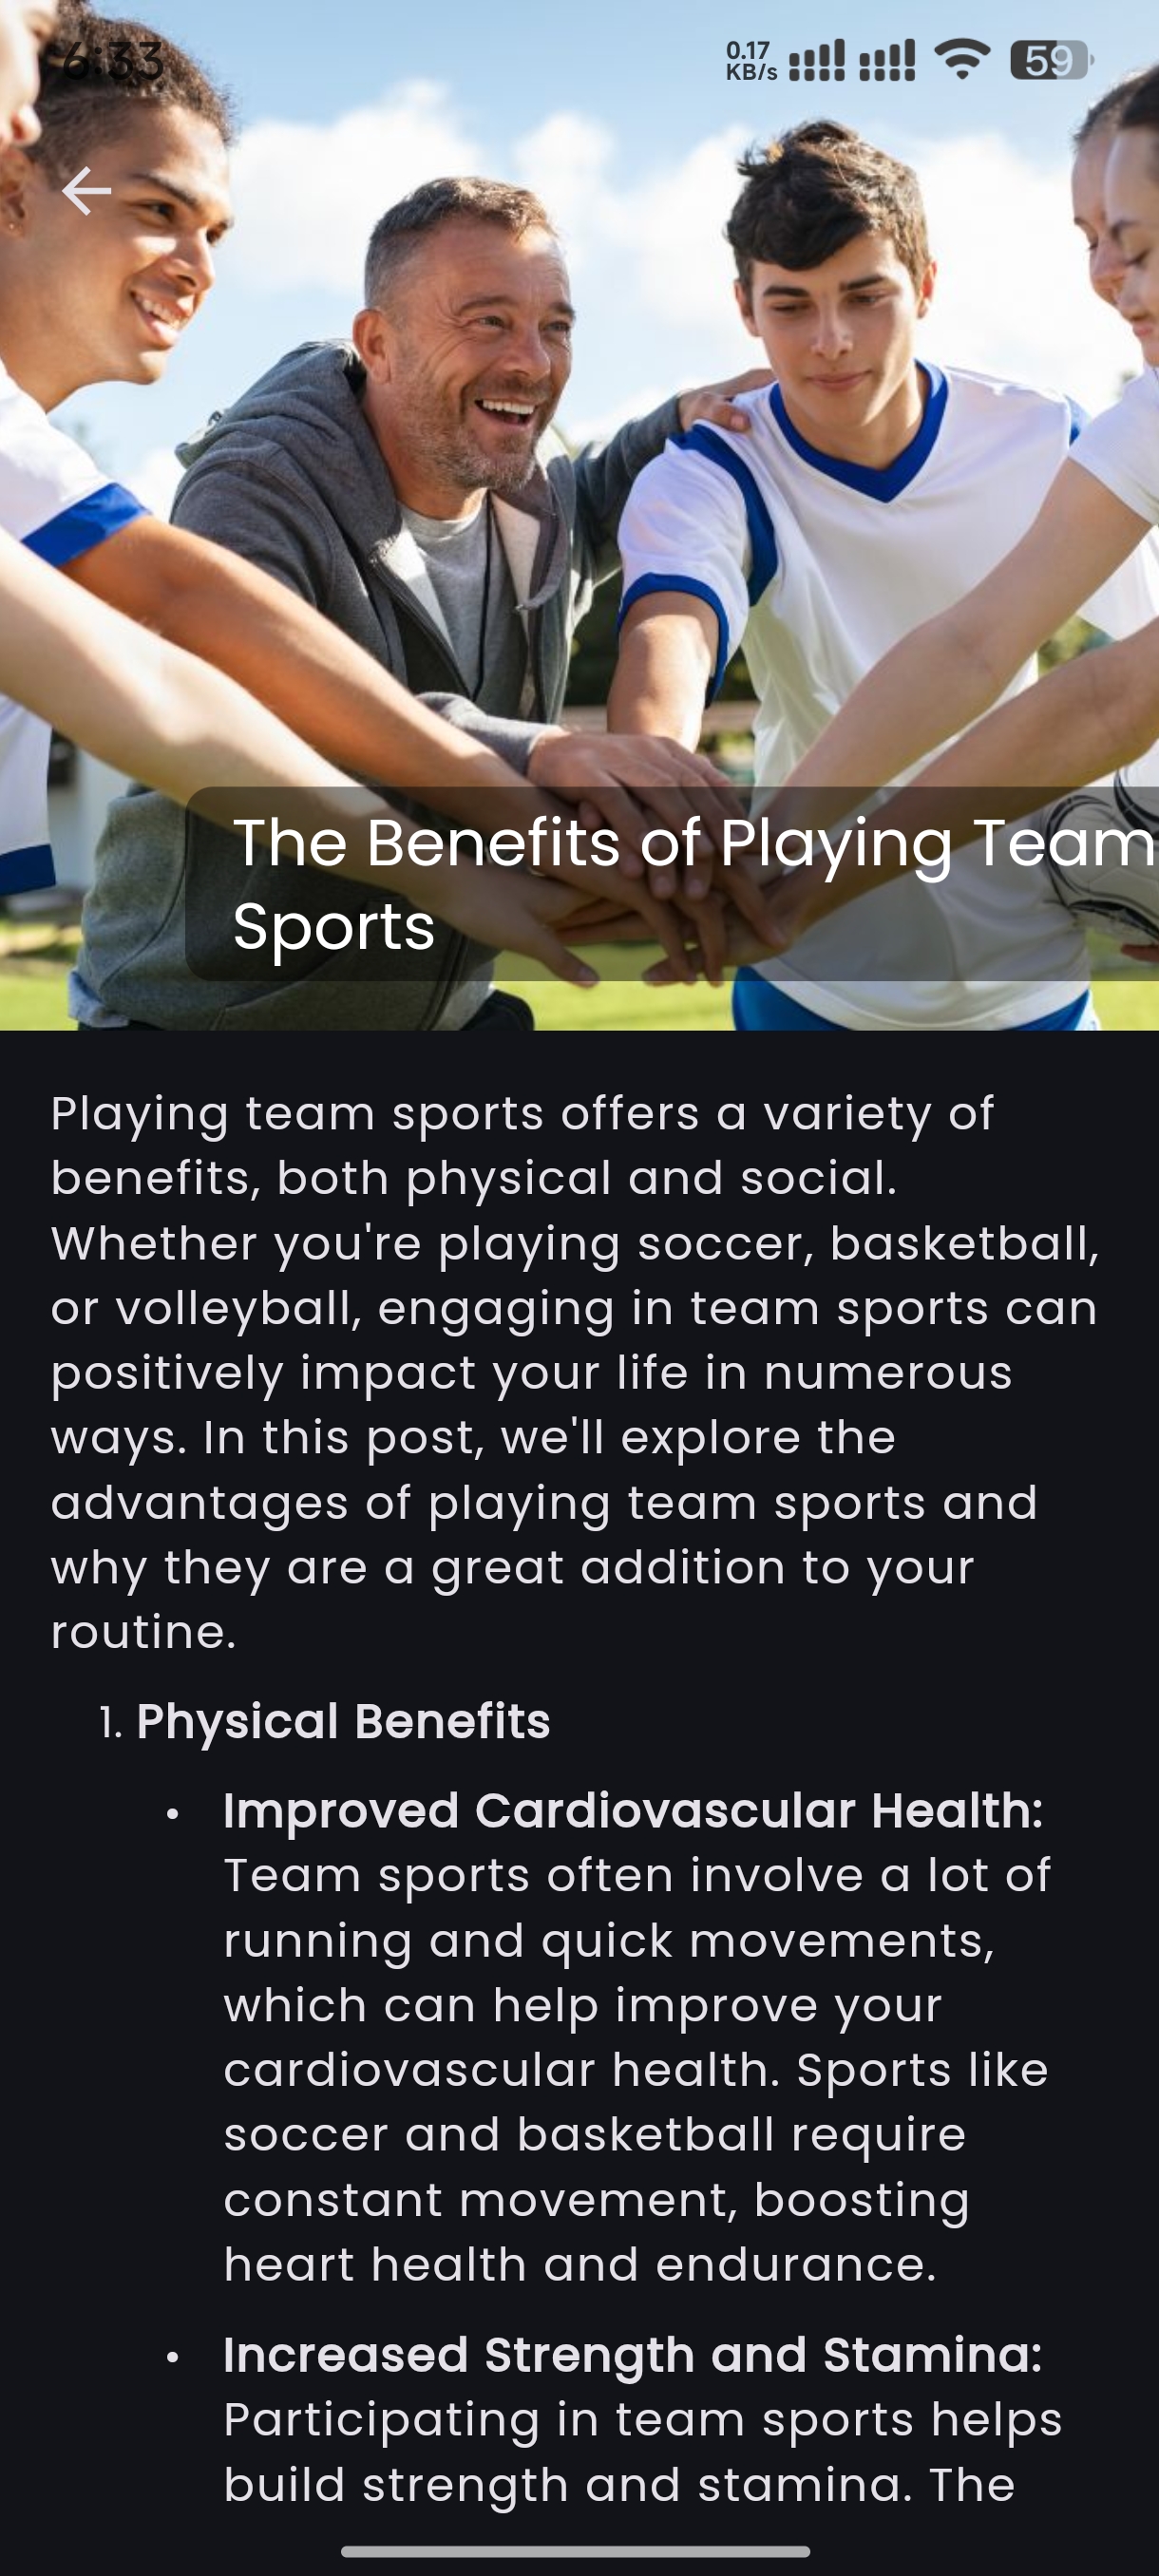 6:33
0.17
KB/s
59
The Benefits of Playing Team
Sports
Playing team sports offers a variety of
benefits, both physical and social.
Whether you're playing soccer, basketball,
or volleyball, engaging in team sports can
positively impact your life in numerous
ways. In this post, we'll explore the
advantages of playing team sports and
why they are a great addition to your
routine.
1. Physical Benefits
• Improved Cardiovascular Health:
Team sports often involve a lot of
running and quick movements,
which can help improve your
cardiovascular health. Sports like
soccer and basketball require
constant movement, boosting
heart health and endurance.
• Increased Strength and Stamina:
Participating in team sports helps
build strength and stamina. The